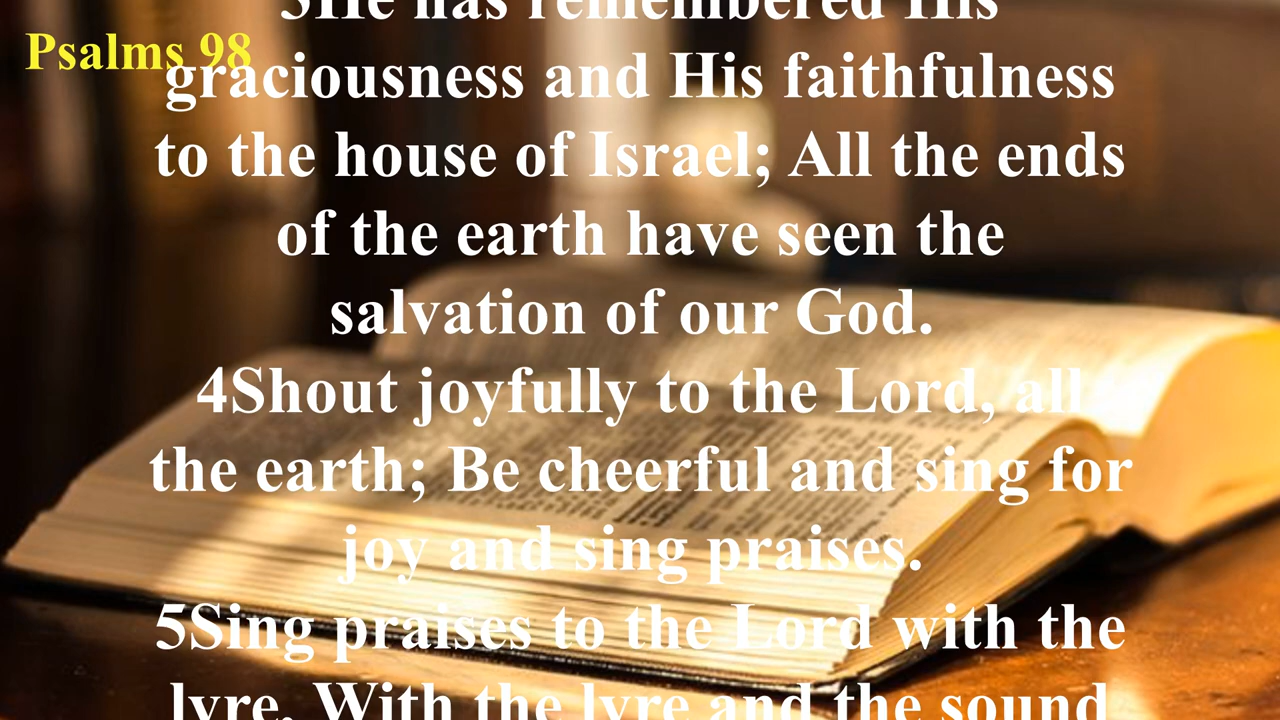 Psalms 98
3He has remembered His
graciousness and His faithfulness
to the house of Israel; All the ends
of the earth have seen the
salvation of our God.
4Shout joyfully to the Lord, all
the earth; Be cheerful and sing for
joy and sing praises.
5Sing praises to the Lord with the
lyre, With the lyre and the sound